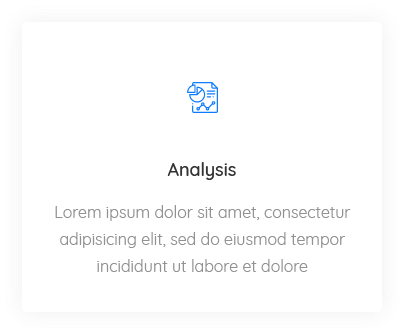 Analysis
Lorem ipsum dolor sit amet, consectetur
adipisicing elit, sed do eiusmod tempor
incididunt ut labore et dolore